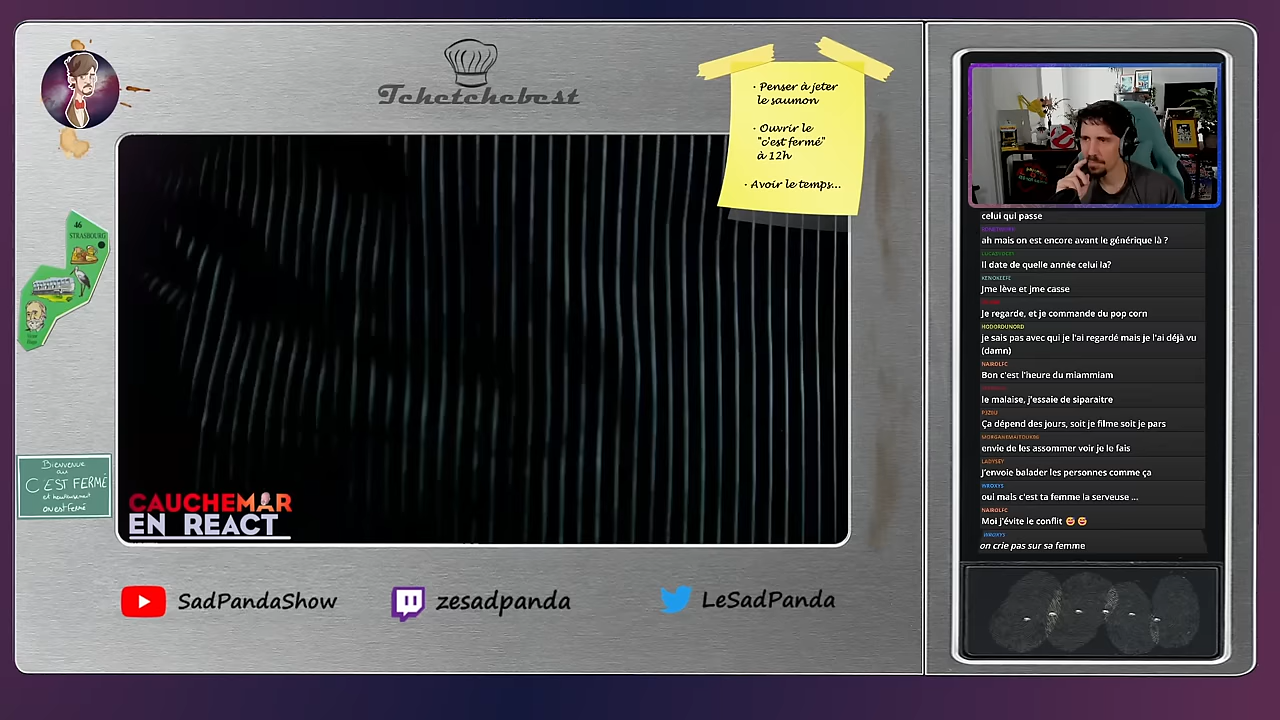 Tchetchebest
· Penser à jeter
le saumon
· Ouvrir le
"c'est fermé"
à 12h
· Avoir le temps...
46
STRASBOURG
Bienvenue
au
C'EST FERMÉ
et heureusement
on est fermé
CAUCHEMAR
EN REACT
SadPandaShow
zesadpanda
LeSadPanda
celui qui passe
ah mais on est encore avant le générique là ?
Il date de quelle année celui la?
XENOXEEFC
Jme lève et jme casse
Je regarde, et je commande du pop corn
HODORDUNORD
je sais pas avec qui je l'ai regardé mais je l'ai déjà vu
(damn)
NAIROLFC
Bon c'est l'heure du miammiam
le malaise, j'essaie de siparaitre
PIZEU
Ça dépend des jours, soit je filme soit je pars
envie de les assommer voir je le fais
LADYSEY
j'envoie balader les personnes comme ça
WROXYS
oui mais c'est ta femme la serveuse ...
NAIROLFC
Moi j'évite le conflit 😅 😅
WROXYS
on crie pas sur sa femme